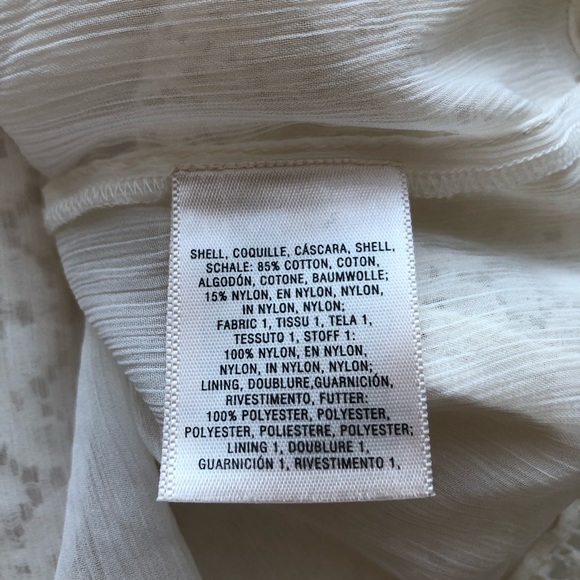 SHELL, COQUILLE, CÁSCARA, SHELL,
SCHALE: 85% COTTON, COTON,
ALGODÓN, COTONE, BAUMWOLLE;
15% NYLON, EN NYLON, NYLON,
IN NYLON, NYLON;
FABRIC 1, TISSU 1, TELA 1,
TESSUTO 1, STOFF 1:
100% NYLON, EN NYLON,
NYLON, IN NYLON, NYLON;
LINING, DOUBLURE,GUARNICIÓN,
RIVESTIMENTO, FUTTER:
100% POLYESTER, POLYESTER,
POLYESTER, POLIESTERE, POLYESTER;
LINING 1, DOUBLURE 1,
GUARNICIÓN 1, RIVESTIMENTO 1,